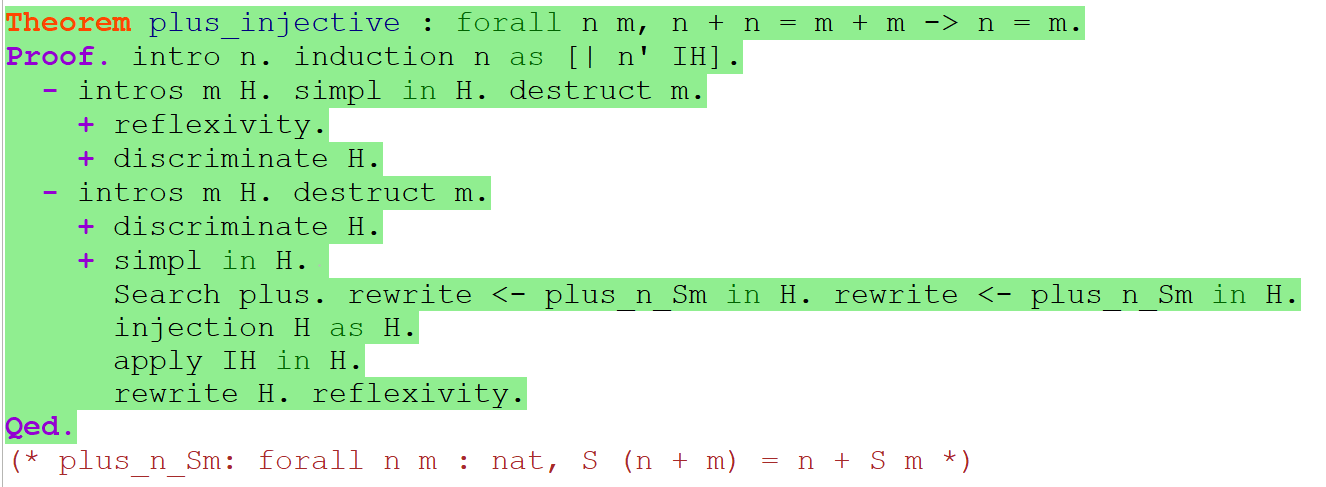 Theorem plus_injective : forall n m, n + n = m + m -> n = m.
Proof. intro n. induction n as [| n' IH].
- intros m H. simpl in H. destruct m.
+ reflexivity.
+ discriminate H.
- intros m H. destruct m.
+ discriminate H.
+ simpl in H.
Search plus. rewrite <- plus_n_Sm in H. rewrite <- plus_n_Sm in H.
injection H as H.
apply IH in H.
rewrite H. reflexivity.
Qed.
(* plus_n_Sm: forall n m : nat, S (n + m) = n + S m *)